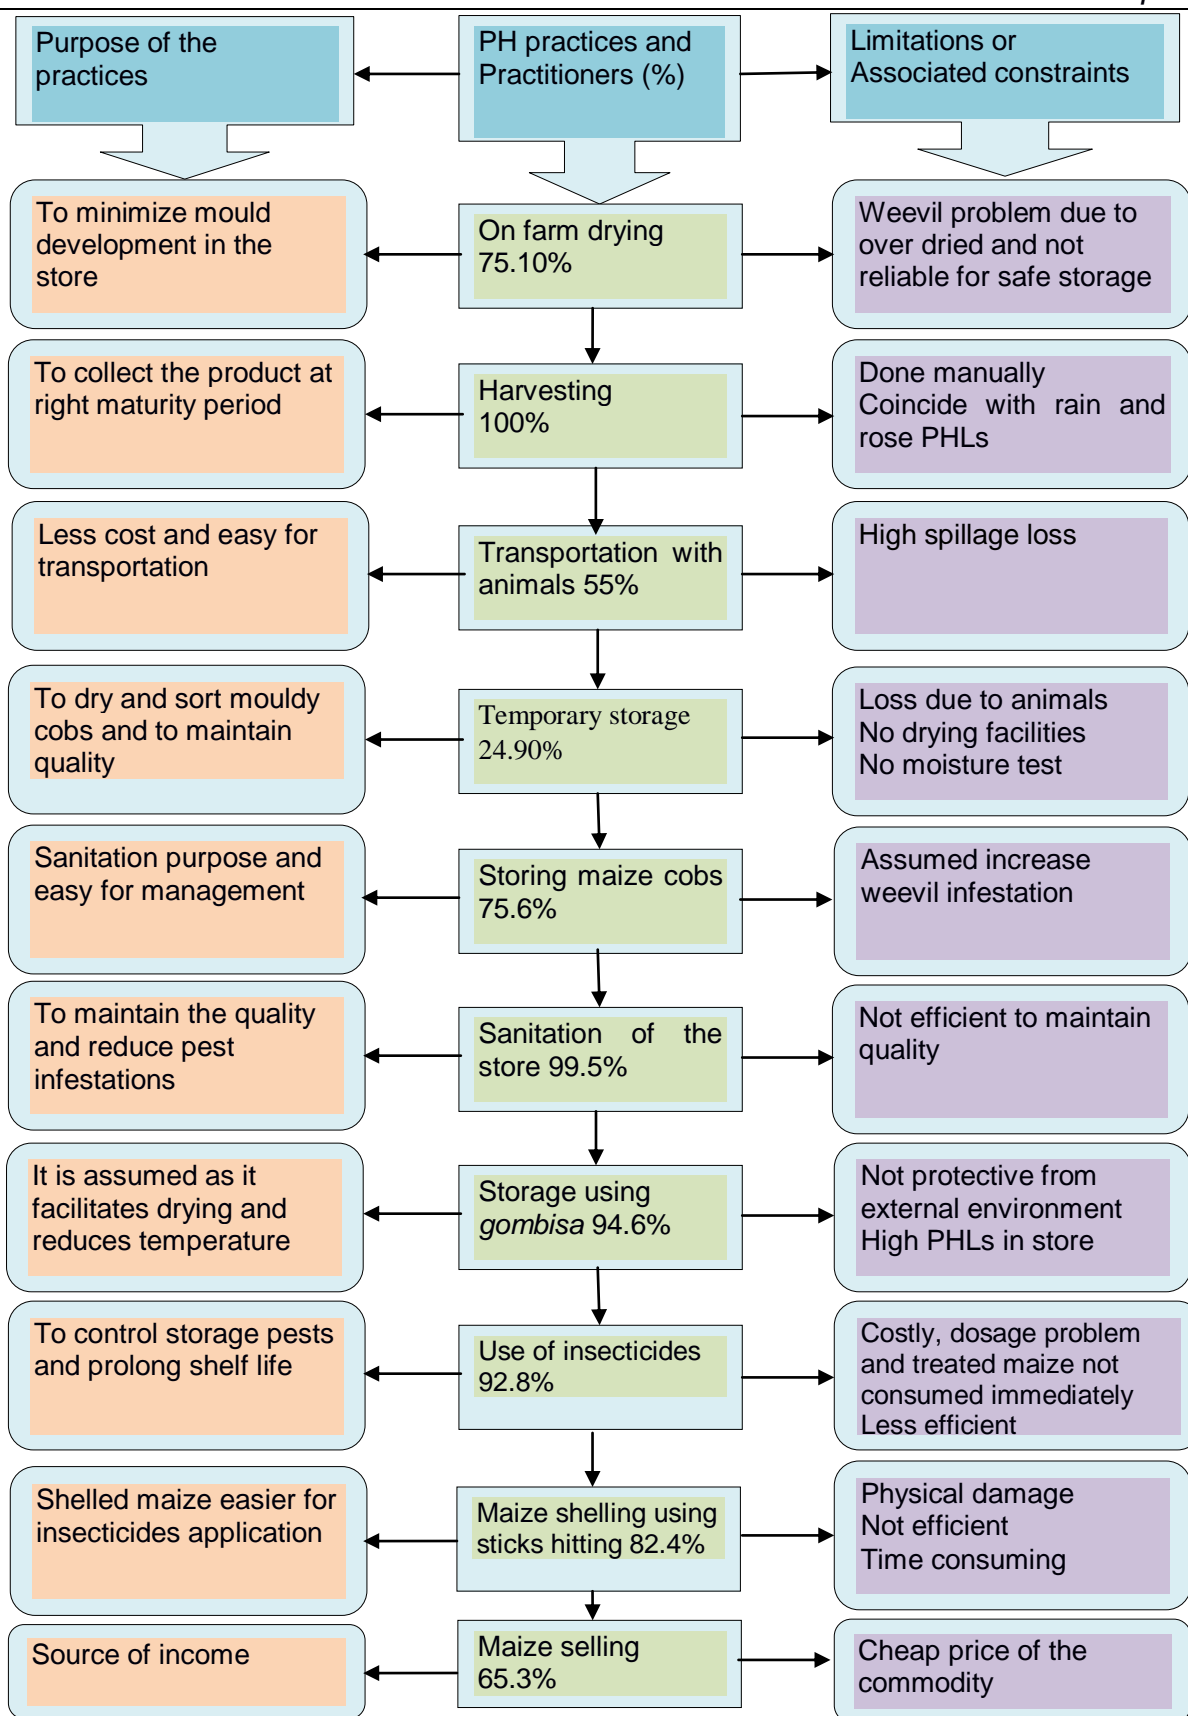 Purpose of the
practices
PH practices and
Practitioners (%)
Limitations or
Associated constraints
To minimize mould
development in the
store
On farm drying
75.10%
Weevil problem due to
over dried and not
reliable for safe storage
To collect the product at
right maturity period
Harvesting
100%
Done manually
Coincide with rain and
rose PHLs
Less cost and easy for
transportation
Transportation with
animals 55%
High spillage loss
To dry and sort mouldy
cobs and to maintain
quality
Temporary storage
24.90%
Loss due to animals
No drying facilities
No moisture test
Sanitation purpose and
easy for management
Storing maize cobs
75.6%
Assumed increase
weevil infestation
To maintain the quality
and reduce pest
infestations
Sanitation of the
store 99.5%
Not efficient to maintain
quality
It is assumed as it
facilitates drying and
reduces temperature
Storage using
gombisa 94.6%
Not protective from
external environment
High PHLs in store
To control storage pests
and prolong shelf life
Use of insecticides
92.8%
Costly, dosage problem
and treated maize not
consumed immediately
Less efficient
Shelled maize easier for
insecticides application
Maize shelling using
sticks hitting 82.4%
Physical damage
Not efficient
Time consuming
Source of income
Maize selling
65.3%
Cheap price of the
commodity